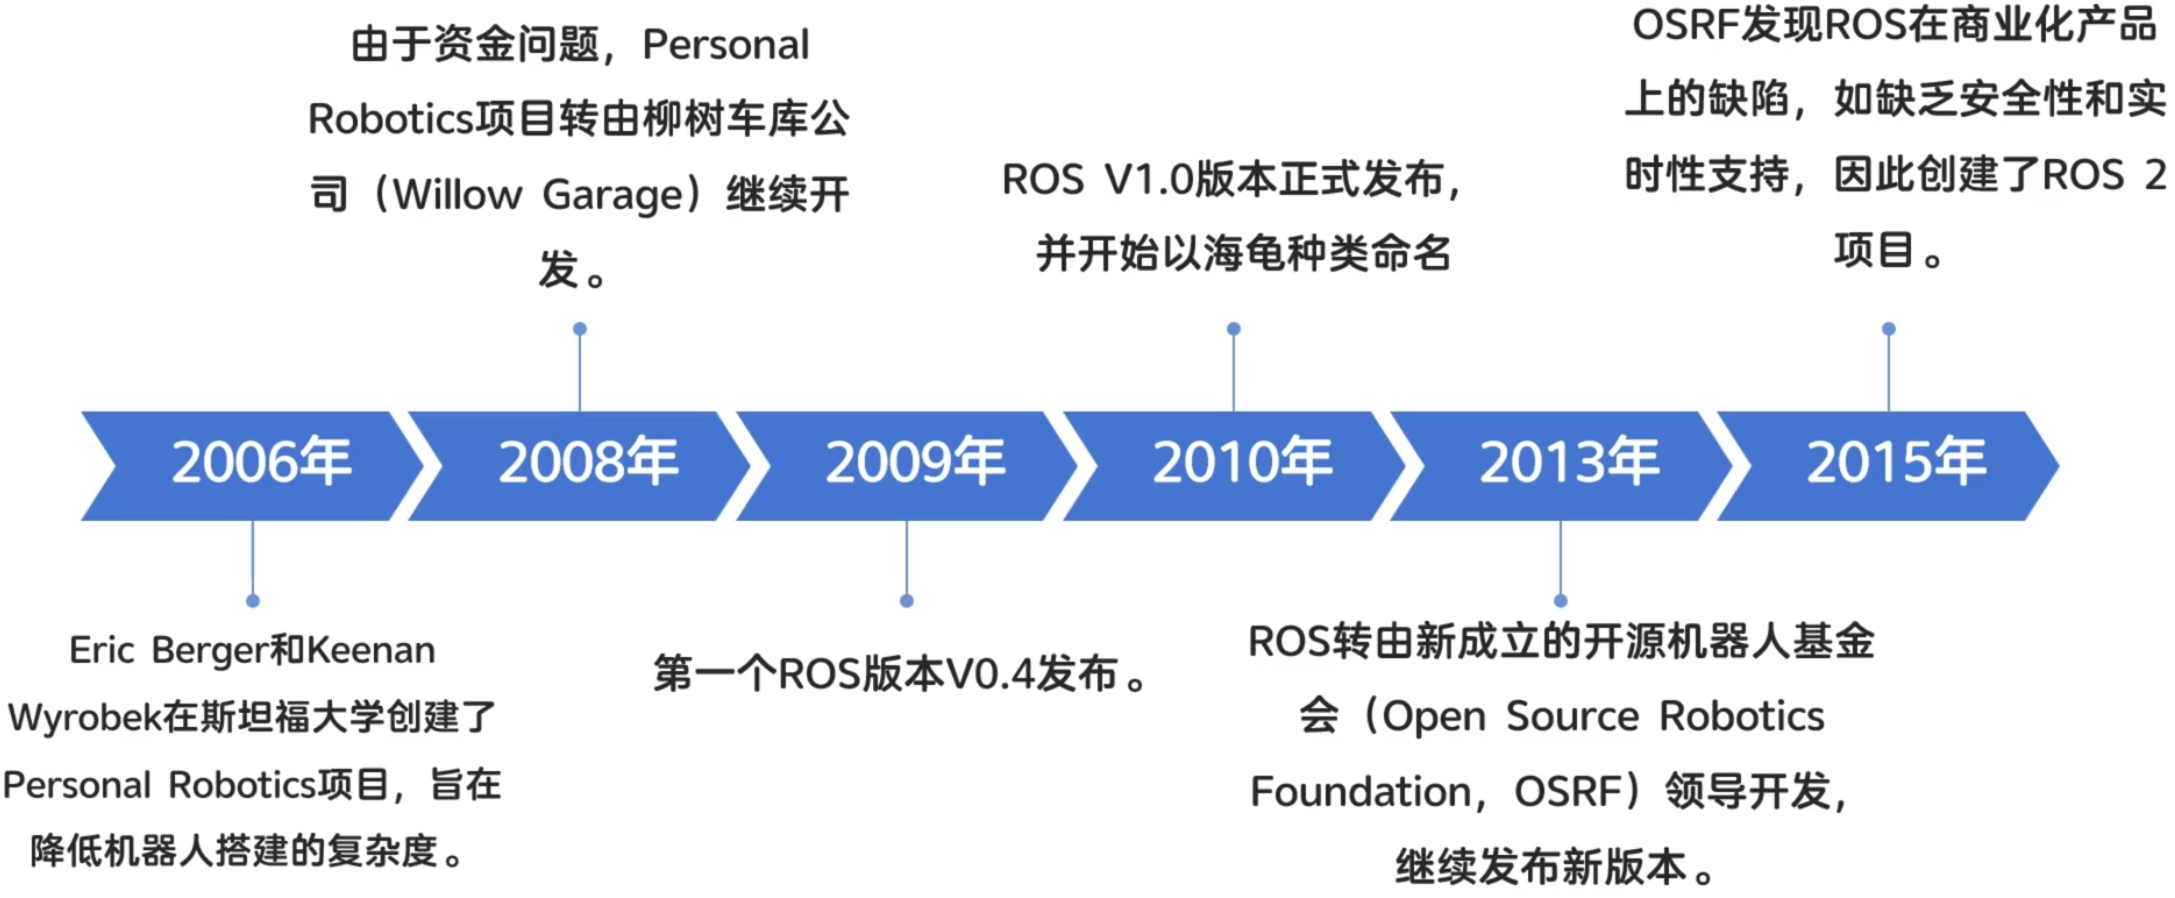 由于资金问题，Personal
Robotics项目转由柳树车库公
司（Willow Garage）继续开
发。
ROS V1.0版本正式发布，
并开始以海龟种类命名
OSRF发现ROS在商业化产品
上的缺陷，如缺乏安全性和实
时性支持，因此创建了ROS 2
项目。
2006年
2008年
2009年
2010年
2013年
2015年
Eric Berger和Keenan
Wyrobek在斯坦福大学创建了
Personal Robotics项目，旨在
降低机器人搭建的复杂度。
第一个ROS版本V0.4发布。
ROS转由新成立的开源机器人基金
会（Open Source Robotics
Foundation，OSRF）领导开发，
继续发布新版本。